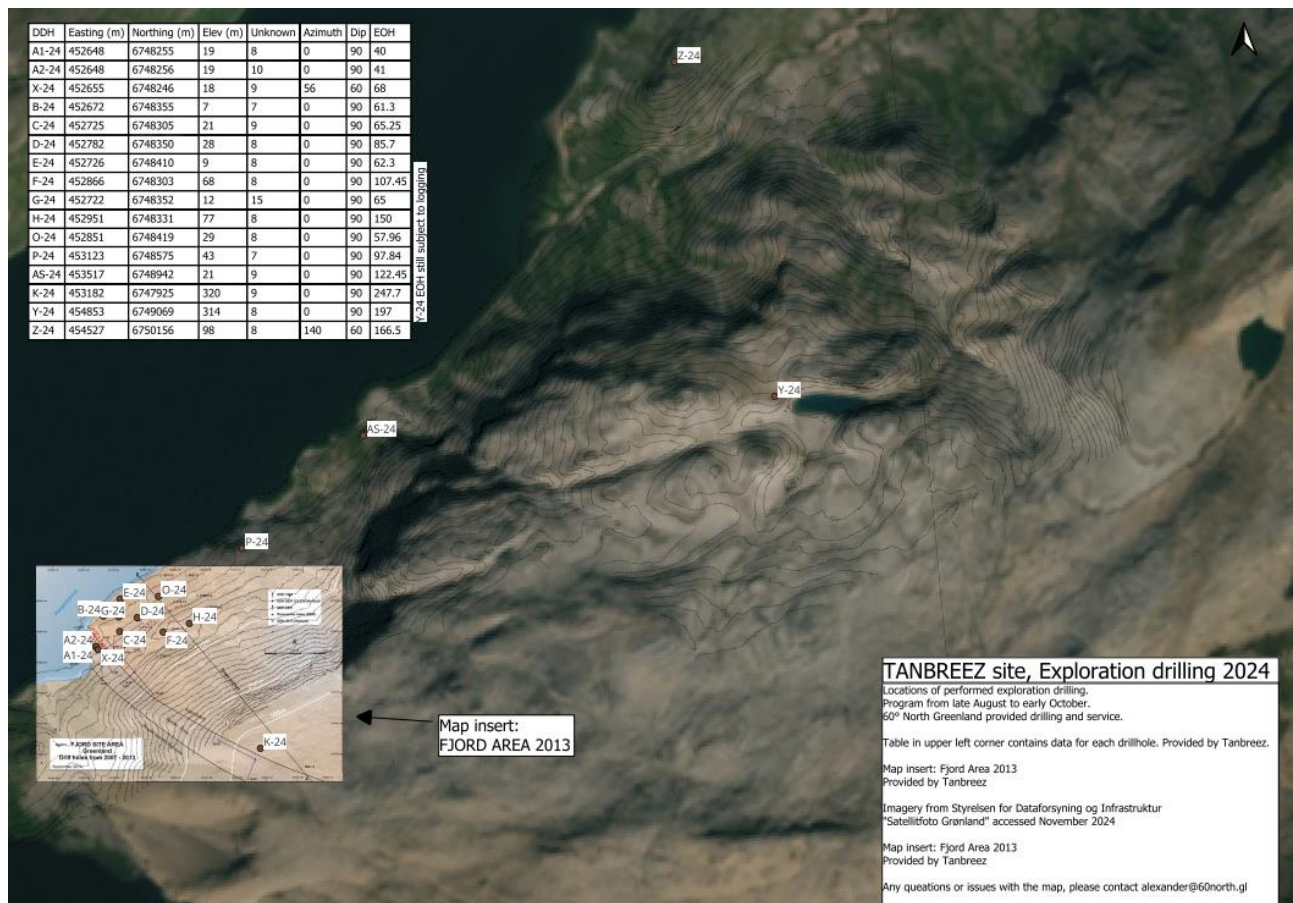 DDH Easting (m) Northing (m) Elev (m) Unknown Azimuth Dip EOH
A1-24 452648 6748255 19 8 0 90 40
A2-24 452648 6748256 19 10 0 90 41
X-24 452655 6748246 18 9 56 60 68
B-24 452672 6748355 7 7 0 90 61.3
C-24 452725 6748305 21 9 0 90 65.25
D-24 452782 6748350 28 8 0 90 85.7
E-24 452726 6748410 9 8 0 90 62.3
F-24 452866 6748303 68 8 0 90 107.45
G-24 452722 6748352 12 15 0 90 65
H-24 452951 6748331 77 8 0 90 150
O-24 452851 6748419 29 8 0 90 57.96
P-24 453123 6748575 43 7 0 90 97.84
AS-24 453517 6748942 21 9 0 90 122.45
K-24 453182 6747925 320 9 0 90 247.7
Y-24 454853 6749069 314 8 0 90 197
Z-24 454527 6750156 98 8 140 60 166.5
Y-24 EOH still subject to logging
Z-24
Y-24
AS-24
P-24
E-24
O-24
B-24
G-24
D-24
H-24
A2-24
C-24
F-24
A1-24
X-24
K-24
FJORD SITE AREA
Greenland
Drill holes from 2007 - 2013
Map insert:
FJORD AREA 2013
TANBREEZ site, Exploration drilling 2024
Locations of performed exploration drilling.
Program from late August to early October.
60° North Greenland provided drilling and service.
Table in upper left corner contains data for each drillhole. Provided by Tanbreez.
Map insert: Fjord Area 2013
Provided by Tanbreez
Imagery from Styrelsen for Dataforsyning og Infrastruktur
"Satellitfoto Grønland" accessed November 2024
Map insert: Fjord Area 2013
Provided by Tanbreez
Any queations or issues with the map, please contact alexander@60north.gl